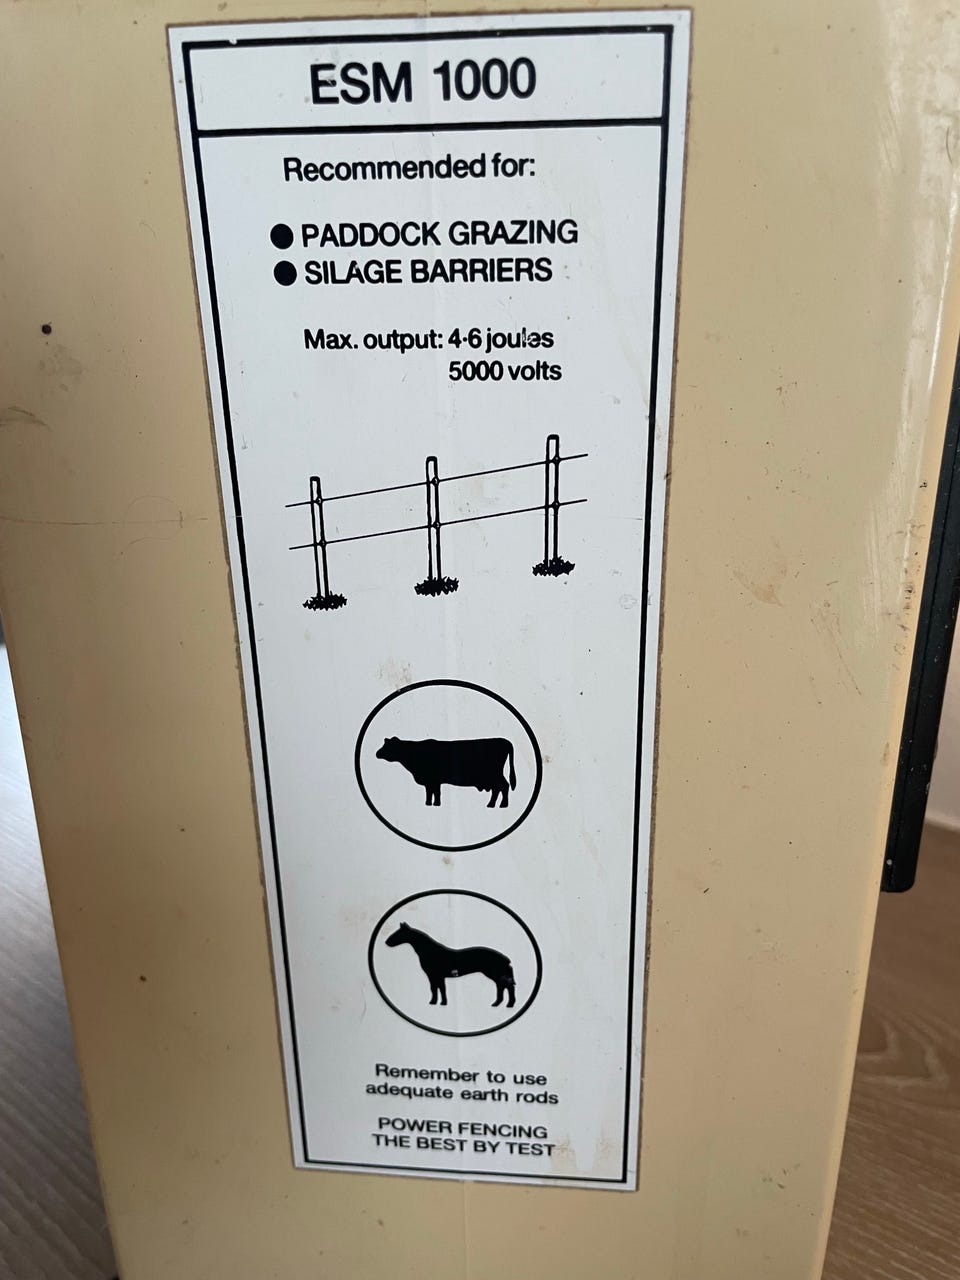 ESM 1000
Recommended for:
● PADDOCK GRAZING
● SILAGE BARRIERS
Max. output: 4·6 joules
5000 volts
Remember to use
adequate earth rods
POWER FENCING
THE BEST BY TEST